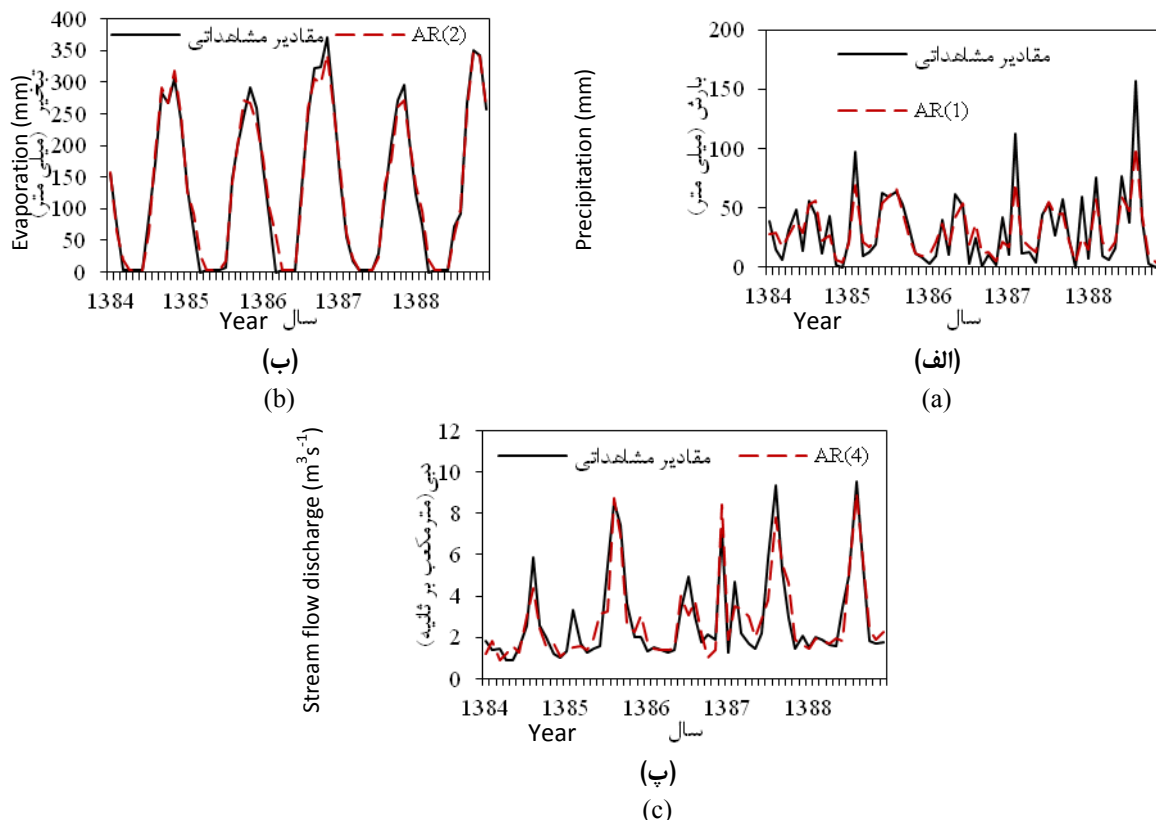 400
350
300
250
200
150
100
50
0
مقادیر مشاهداتی
AR(2)
Evaporation (mm)
تبخیر (میلی متر)
1384 1385 1386 1387 1388
Year سال
(ب)
(b)
200
150
100
50
0
مقادیر مشاهداتی
AR(1)
Precipitation (mm)
بارش (میلی متر)
1384 1385 1386 1387 1388
Year سال
(الف)
(a)
12
10
8
6
4
2
0
مقادیر مشاهداتی
AR(4)
Stream flow discharge (m³s⁻¹)
دبی (مترمکعب بر ثانیه)
1384 1385 1386 1387 1388
Year سال
(پ)
(c)